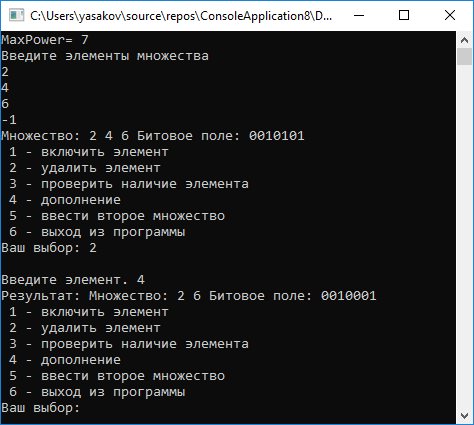 C:\Users\yasakov\source\repos\ConsoleApplication8\D...
MaxPower= 7
Введите элементы множества
2
4
6
-1
Множество: 2 4 6 Битовое поле: 0010101
1 - включить элемент
2 - удалить элемент
3 - проверить наличие элемента
4 - дополнение
5 - ввести второе множество
6 - выход из программы
Ваш выбор: 2
Введите элемент. 4
Результат: Множество: 2 6 Битовое поле: 0010001
1 - включить элемент
2 - удалить элемент
3 - проверить наличие элемента
4 - дополнение
5 - ввести второе множество
6 - выход из программы
Ваш выбор: